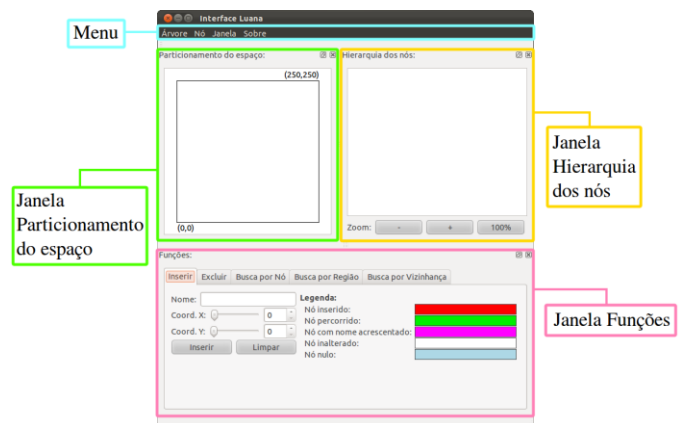 Interface Luana
Menu
Árvore Nó Janela Sobre
Particionamento do espaço:
Hierarquia dos nós:
(250,250)
(0,0)
Zoom: - + 100%
Janela
Hierarquia
dos nós
Janela
Particionamento
do espaço
Funções:
Inserir Excluir Busca por Nó Busca por Região Busca por Vizinhança
Nome:
Coord. X: 0
Coord. Y: 0
Inserir Limpar
Legenda:
Nó inserido:
Nó percorrido:
Nó com nome acrescentado:
Nó inalterado:
Nó nulo:
Janela Funções